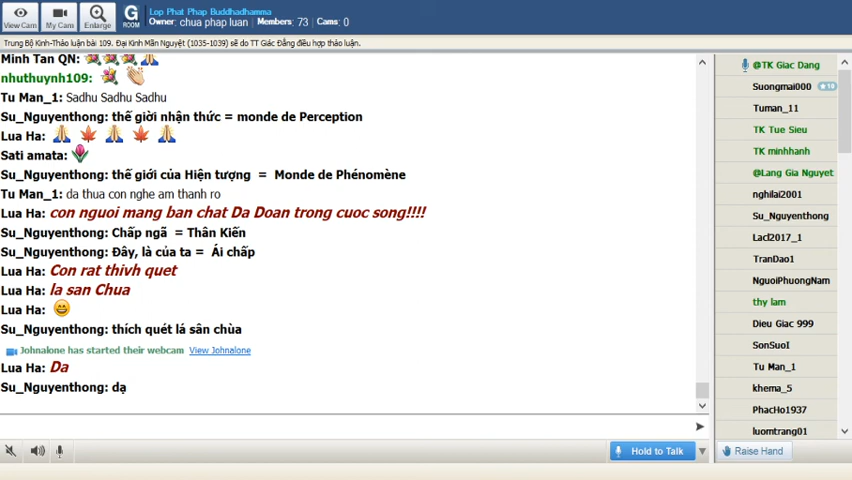 View Cam
My Cam
Enlarge
G
ROOM
Lop Phat Phap Buddhadhamma
Owner: chua phap luan Members: 73 Cams: 0
Trung Bộ Kinh-Thảo luận bài 109. Đại Kinh Mãn Nguyệt (1035-1039) sẽ do TT Giác Đẳng điều hợp thảo luận.
Minh Tan QN:
nhuthuynh109:
Tu Man_1: Sadhu Sadhu Sadhu
Su_Nguyenthong: thế giời nhận thức = monde de Perception
Lua Ha:
Sati amata:
Su_Nguyenthong: thế giới của Hiện tượng = Monde de Phénomène
Tu Man_1: da thua con nghe am thanh ro
Lua Ha: con nguoi mang ban chat Da Doan trong cuoc song!!!!
Su_Nguyenthong: Chấp ngã = Thân Kiến
Su_Nguyenthong: Đây, là của ta = Ái chấp
Lua Ha: Con rat thivh quet
Lua Ha: la san Chua
Lua Ha:
Su_Nguyenthong: thích quét lá sân chùa
Johnalone has started their webcam View Johnalone
Lua Ha: Da
Su_Nguyenthong: dạ
@TK Giac Dang
Suongmai000 10
Tuman_11
TK Tue Sieu
TK minhhanh
@Lang Gia Nguyet
nghilai2001
Su_Nguyenthong
Lacl2017_1
TranDao1
NguoiPhuongNam
thy lam
Dieu Giac 999
SonSuoI
Tu Man_1
khema_5
PhacHo1937
luomtrang01
Hold to Talk
Raise Hand